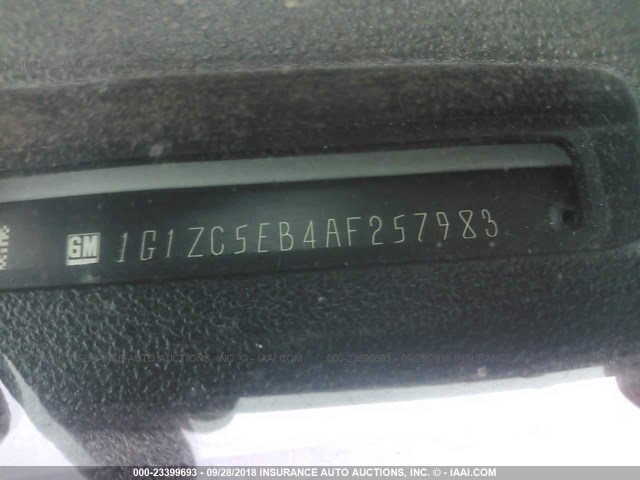 GM 1G1ZC5EB4AF257983
000-23399693 - 09/28/2018 INSURANCE AUTO AUCTIONS, INC. - IAAI.COM